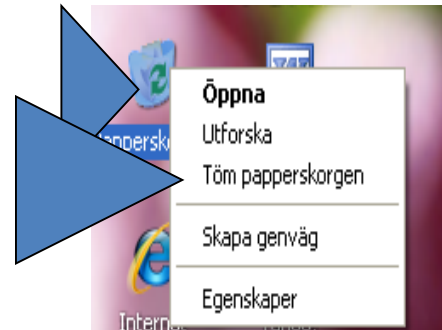 Öppna
Utforska
Töm papperskorgen
Skapa genväg
Egenskaper